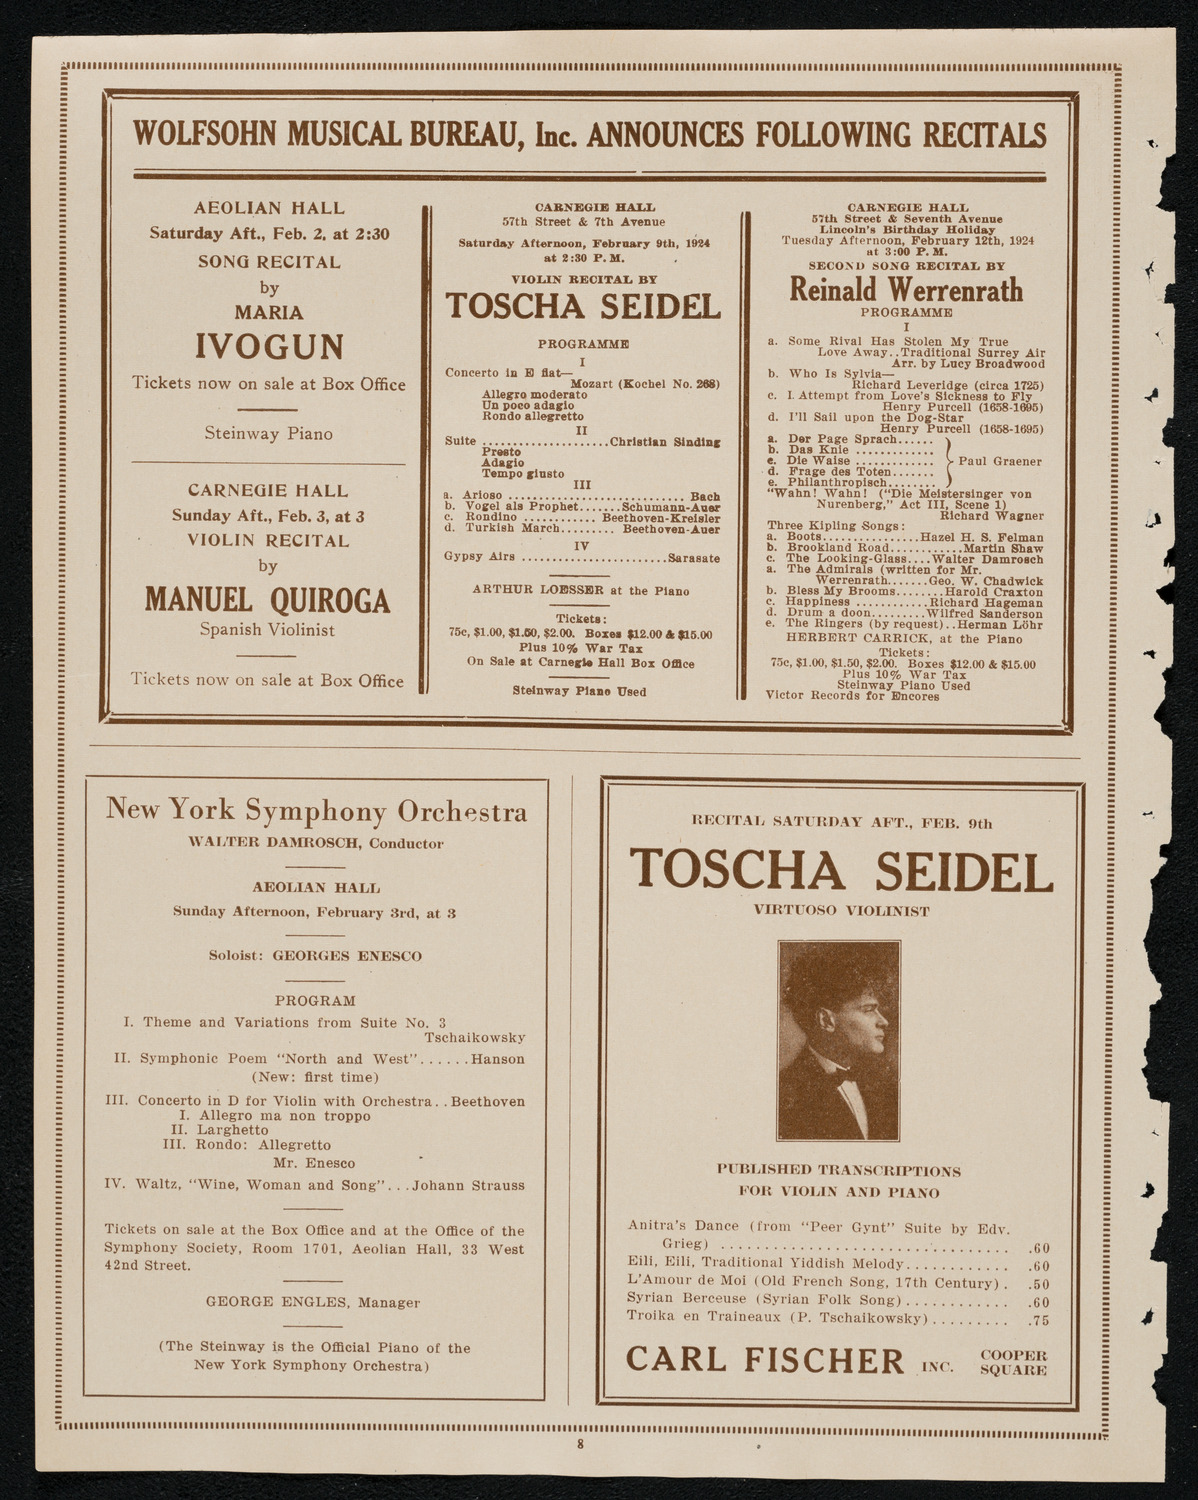 WOLFSOHN MUSICAL BUREAU, Inc. ANNOUNCES FOLLOWING RECITALS
AEOLIAN HALL
Saturday Aft., Feb. 2, at 2:30
SONG RECITAL
by
MARIA
IVOGUN
Tickets now on sale at Box Office
Steinway Piano
CARNEGIE HALL
Sunday Aft., Feb. 3, at 3
VIOLIN RECITAL
by
MANUEL QUIROGA
Spanish Violinist
Tickets now on sale at Box Office
CARNEGIE HALL
57th Street & 7th Avenue
Saturday Afternoon, February 9th, 1924
at 2:30 P. M.
VIOLIN RECITAL BY
TOSCHA SEIDEL
PROGRAMME
I
Concerto in E flat—
Mozart (Kochel No. 268)
Allegro moderato
Un poco adagio
Rondo allegretto
II
Suite ....................Christian Sinding
Presto
Adagio
Tempo giusto
III
a. Arioso ............................ Bach
b. Vogel als Prophet.......Schumann-Auer
c. Rondino ............ Beethoven-Kreisler
d. Turkish March......... Beethoven-Auer
IV
Gypsy Airs ........................Sarasate
ARTHUR LOESSER at the Piano
Tickets:
75c, $1.00, $1.50, $2.00. Boxes $12.00 & $15.00
Plus 10% War Tax
On Sale at Carnegie Hall Box Office
Steinway Piano Used
CARNEGIE HALL
57th Street & Seventh Avenue
Lincoln's Birthday Holiday
Tuesday Afternoon, February 12th, 1924
at 3:00 P. M.
SECOND SONG RECITAL BY
Reinald Werrenrath
PROGRAMME
I
a. Some Rival Has Stolen My True
Love Away..Traditional Surrey Air
Arr. by Lucy Broadwood
b. Who Is Sylvia—
Richard Leveridge (circa 1725)
c. I Attempt from Love's Sickness to Fly
Henry Purcell (1658-1695)
d. I'll Sail upon the Dog-Star
Henry Purcell (1658-1695)
a. Der Page Sprach......
b. Das Knie .............
c. Die Waise ............ Paul Graener
d. Frage des Toten.......
e. Philanthropisch........
"Wahn! Wahn! ("Die Meistersinger von
Nurenberg," Act III, Scene 1)
Richard Wagner
Three Kipling Songs:
a. Boots...............Hazel H. S. Felman
b. Brookland Road...........Martin Shaw
c. The Looking-Glass....Walter Damrosch
a. The Admirals (written for Mr.
Werrenrath.......Geo. W. Chadwick
b. Bless My Brooms........Harold Craxton
c. Happiness ...........Richard Hageman
d. Drum a doon.........Wilfred Sanderson
e. The Ringers (by request)..Herman Löhr
HERBERT CARRICK, at the Piano
Tickets:
75c, $1.00, $1.50, $2.00. Boxes $12.00 & $15.00
Plus 10% War Tax
Steinway Piano Used
Victor Records for Encores
New York Symphony Orchestra
WALTER DAMROSCH, Conductor
AEOLIAN HALL
Sunday Afternoon, February 3rd, at 3
Soloist: GEORGES ENESCO
PROGRAM
I. Theme and Variations from Suite No. 3
Tschaikowsky
II. Symphonic Poem "North and West"......Hanson
(New: first time)
III. Concerto in D for Violin with Orchestra..Beethoven
I. Allegro ma non troppo
II. Larghetto
III. Rondo: Allegretto
Mr. Enesco
IV. Waltz, "Wine, Woman and Song"...Johann Strauss
Tickets on sale at the Box Office and at the Office of the
Symphony Society, Room 1701, Aeolian Hall, 33 West
42nd Street.
GEORGE ENGLES, Manager
(The Steinway is the Official Piano of the
New York Symphony Orchestra)
RECITAL SATURDAY AFT., FEB. 9th
TOSCHA SEIDEL
VIRTUOSO VIOLINIST
PUBLISHED TRANSCRIPTIONS
FOR VIOLIN AND PIANO
Anitra's Dance (from "Peer Gynt" Suite by Edv.
Grieg) ................................. .60
Eili, Eili, Traditional Yiddish Melody............ .60
L'Amour de Moi (Old French Song, 17th Century). .50
Syrian Berceuse (Syrian Folk Song)............ .60
Troika en Traineaux (P. Tschaikowsky)......... .75
CARL FISCHER INC. COOPER
SQUARE
8